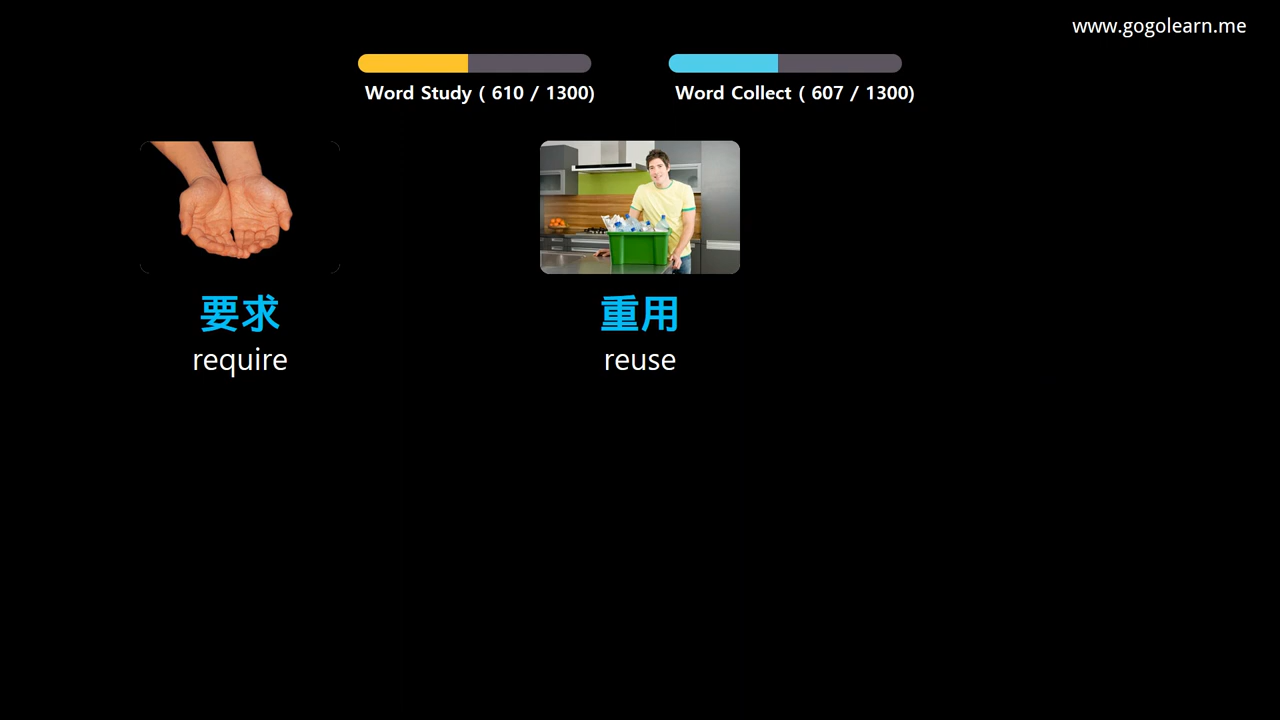 www.gogolearn.me
Word Study ( 610 / 1300)
Word Collect ( 607 / 1300)
要求
require
重用
reuse